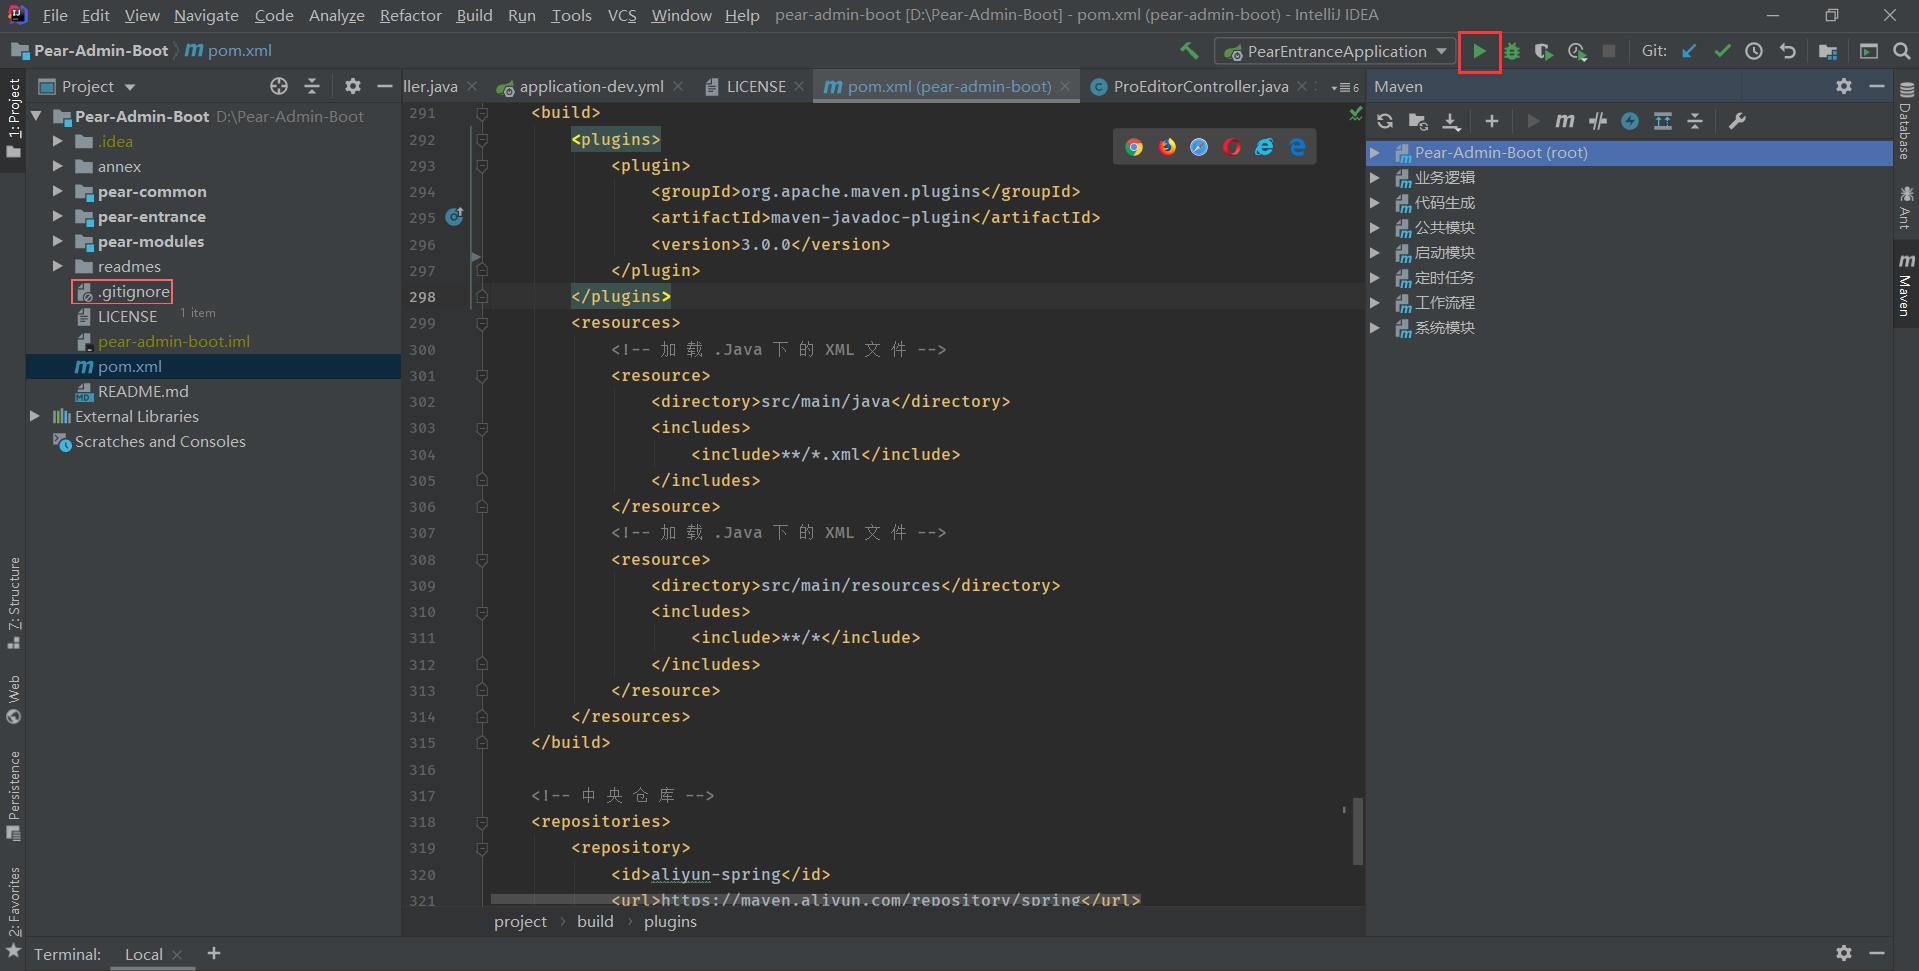 File Edit View Navigate Code Analyze Refactor Build Run Tools VCS Window Help pear-admin-boot [D:\Pear-Admin-Boot] - pom.xml (pear-admin-boot) - IntelliJ IDEA
Pear-Admin-Boot pom.xml
PearEntranceApplication
Git:
1: Project
7: Structure
Web
Persistence
2: Favorites
Project
Pear-Admin-Boot D:\Pear-Admin-Boot
.idea
annex
pear-common
pear-entrance
pear-modules
readmes
.gitignore
LICENSE 1 item
pear-admin-boot.iml
pom.xml
README.md
External Libraries
Scratches and Consoles
ller.java application-dev.yml LICENSE pom.xml (pear-admin-boot) ProEditorController.java 6
291 <build>
292 <plugins>
293 <plugin>
294 <groupId>org.apache.maven.plugins</groupId>
295 <artifactId>maven-javadoc-plugin</artifactId>
296 <version>3.0.0</version>
297 </plugin>
298 </plugins>
299 <resources>
300 <!-- 加 载 .Java 下 的 XML 文 件 -->
301 <resource>
302 <directory>src/main/java</directory>
303 <includes>
304 <include>**/*.xml</include>
305 </includes>
306 </resource>
307 <!-- 加 载 .Java 下 的 XML 文 件 -->
308 <resource>
309 <directory>src/main/resources</directory>
310 <includes>
311 <include>**/*</include>
312 </includes>
313 </resource>
314 </resources>
315 </build>
316
317 <!-- 中 央 仓 库 -->
318 <repositories>
319 <repository>
320 <id>aliyun-spring</id>
321 <url>https://maven.aliyun.com/repository/spring</url>
project build plugins
Maven
Pear-Admin-Boot (root)
业务逻辑
代码生成
公共模块
启动模块
定时任务
工作流程
系统模块
Database
Ant
Maven
Terminal: Local